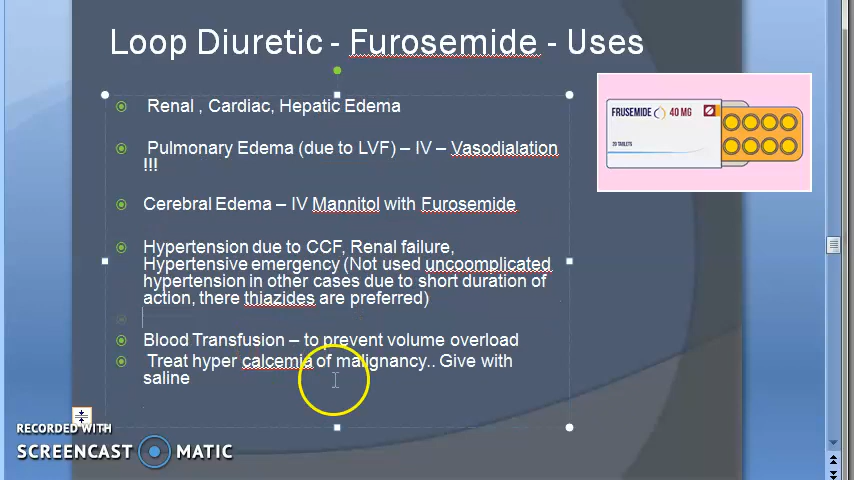 Loop Diuretic - Furosemide - Uses
Renal , Cardiac, Hepatic Edema
Pulmonary Edema (due to LVF) – IV – Vasodialation
!!!
Cerebral Edema – IV Mannitol with Furosemide
Hypertension due to CCF, Renal failure,
Hypertensive emergency (Not used uncoomplicated
hypertension in other cases due to short duration of
action, there thiazides are preferred)
Blood Transfusion – to prevent volume overload
Treat hyper calcemia of malignancy.. Give with
saline
FRUSEMIDE 40 MG
20 TABLETS
RECORDED WITH
SCREENCAST MATIC